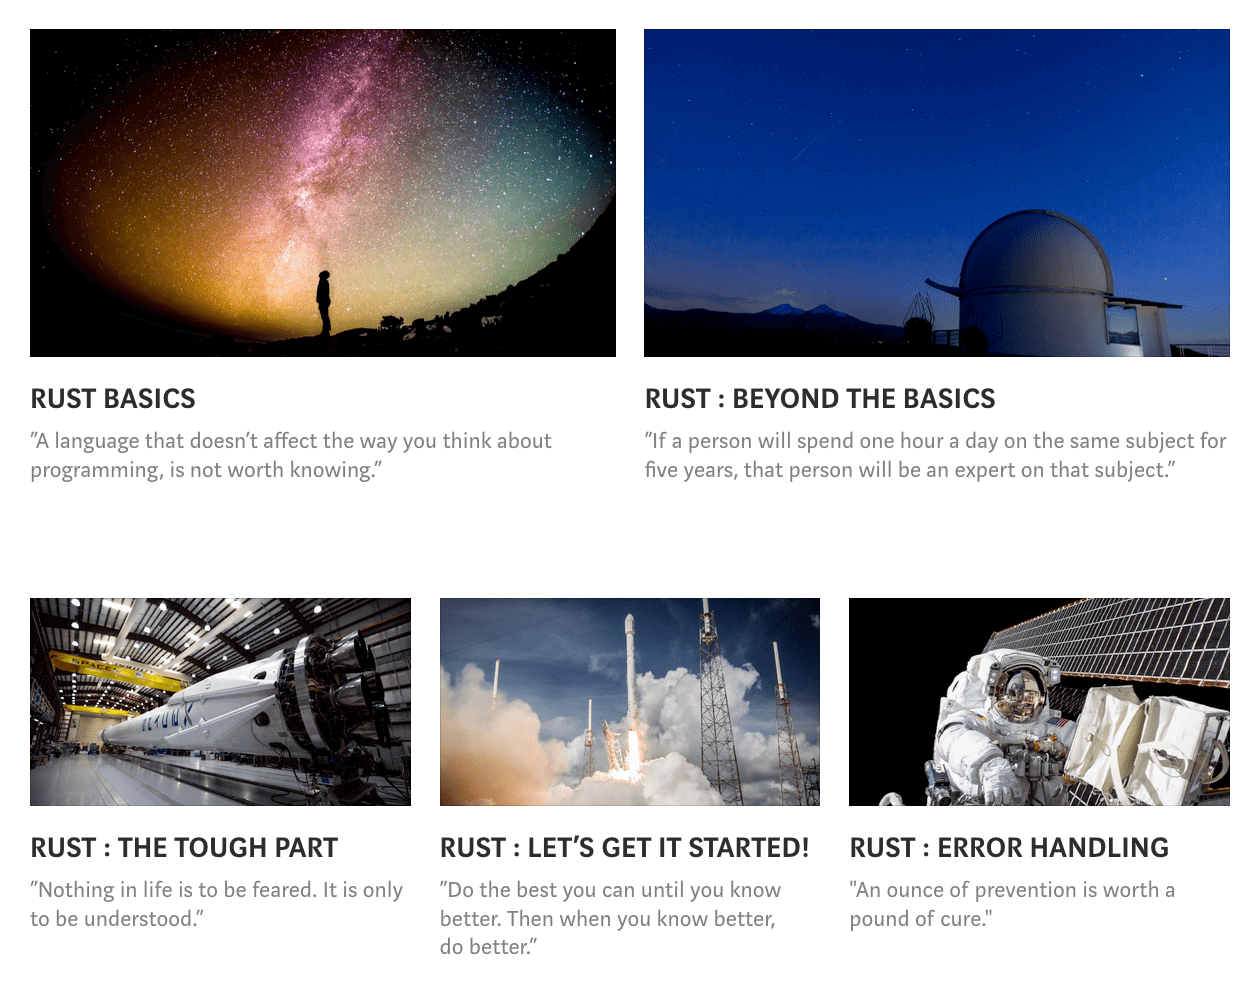 RUST BASICS
”A language that doesn’t affect the way you think about
programming, is not worth knowing.”
RUST : BEYOND THE BASICS
”If a person will spend one hour a day on the same subject for
five years, that person will be an expert on that subject.”
SPACEX
RUST : THE TOUGH PART
”Nothing in life is to be feared. It is only
to be understood.”
RUST : LET’S GET IT STARTED!
”Do the best you can until you know
better. Then when you know better,
do better.”
RUST : ERROR HANDLING
"An ounce of prevention is worth a
pound of cure."